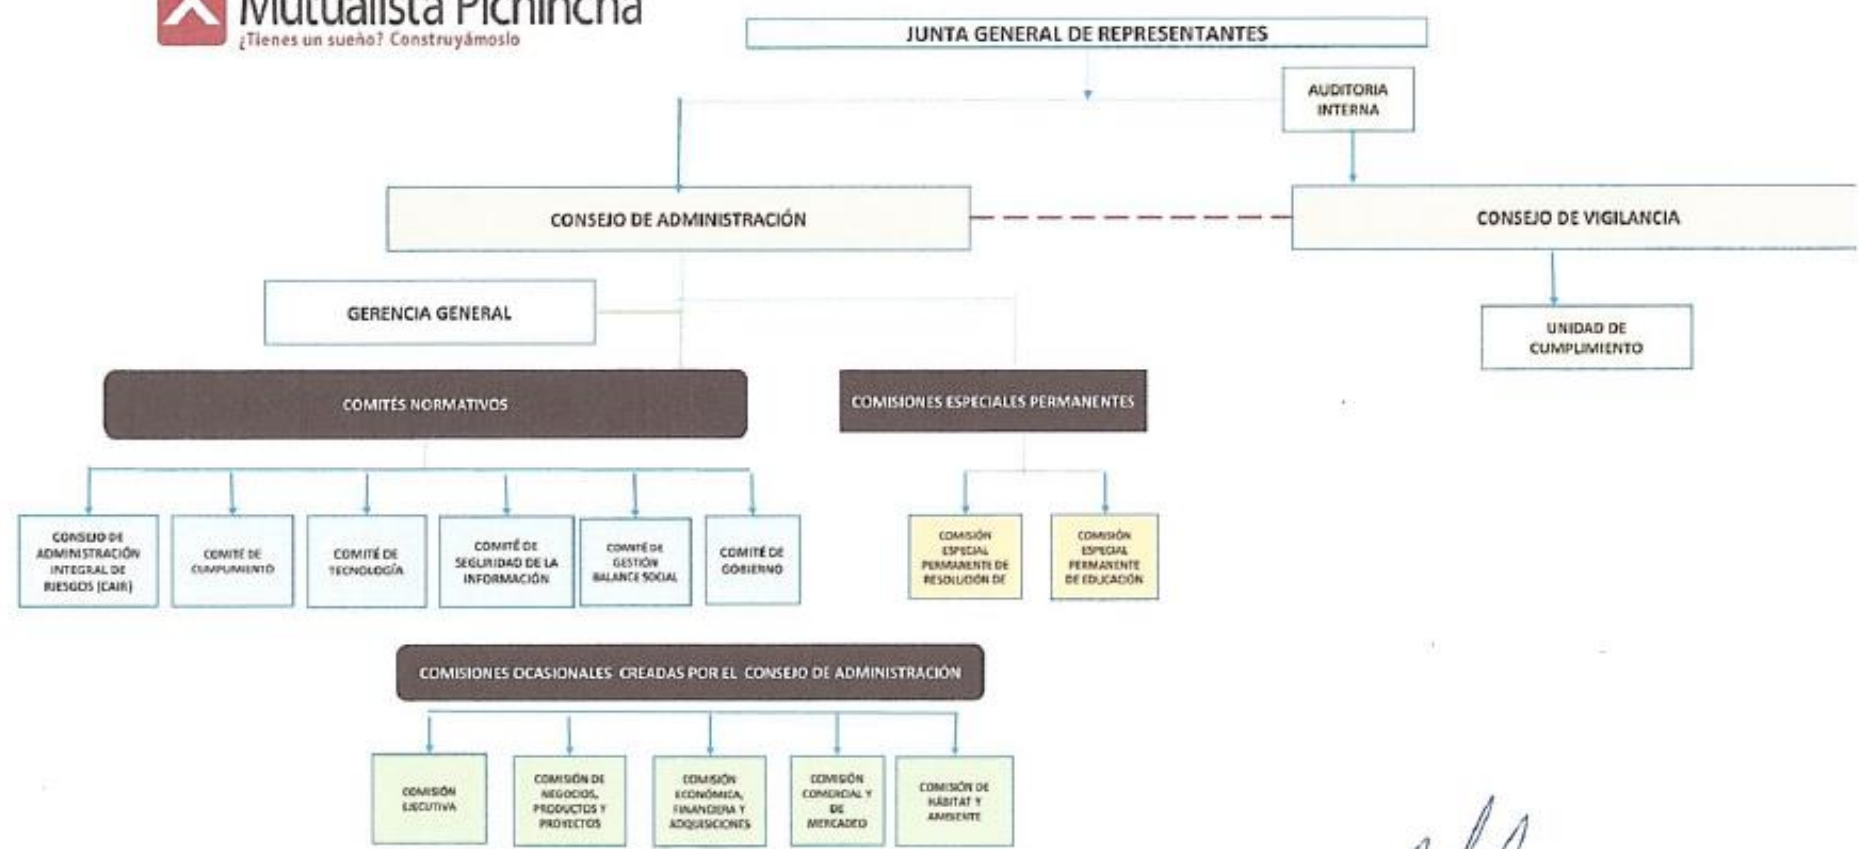 Mutualista Pichincha
¿Tienes un sueño? Construyámoslo
JUNTA GENERAL DE REPRESENTANTES
AUDITORIA
INTERNA
CONSEJO DE ADMINISTRACIÓN
CONSEJO DE VIGILANCIA
GERENCIA GENERAL
UNIDAD DE
CUMPLIMIENTO
COMITÉS NORMATIVOS
COMISIONES ESPECIALES PERMANENTES
CONSEJO DE
ADMINISTRACIÓN
INTEGRAL DE
RIESGOS (CAIR)
COMITÉ DE
CUMPLIMIENTO
COMITÉ DE
TECNOLOGÍA
COMITÉ DE
SEGURIDAD DE LA
INFORMACIÓN
COMITÉ DE
GESTIÓN
BALANCE SOCIAL
COMITÉ DE
GOBIERNO
COMISIÓN
ESPECIAL
PERMANENTE DE
RESOLUCIÓN DE
COMISIÓN
ESPECIAL
PERMANENTE
DE EDUCACIÓN
COMISIONES OCASIONALES CREADAS POR EL CONSEJO DE ADMINISTRACIÓN
COMISIÓN
EJECUTIVA
COMISIÓN DE
NEGOCIOS,
PRODUCTOS Y
PROYECTOS
COMISIÓN
ECONÓMICA,
FINANCIERA Y
ADQUISICIONES
COMISIÓN
COMERCIAL Y
DE
MERCADEO
COMISIÓN DE
HÁBITAT Y
AMBIENTE